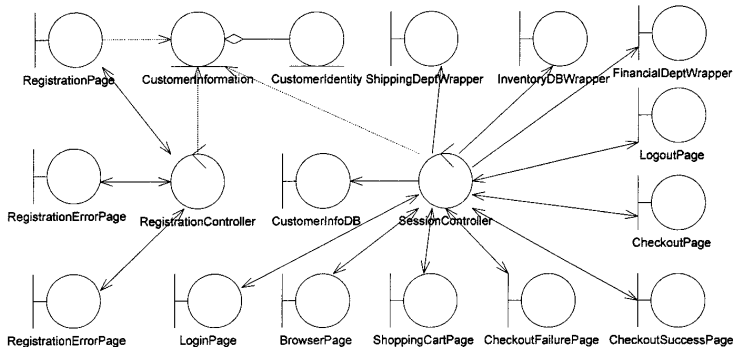 RegistrationPage
CustomerInformation
CustomerIdentity
ShippingDeptWrapper
InventoryDBWrapper
FinancialDeptWrapper
LogoutPage
RegistrationErrorPage
RegistrationController
CustomerInfoDB
SessionController
CheckoutPage
RegistrationErrorPage
LoginPage
BrowserPage
ShoppingCartPage
CheckoutFailurePage
CheckoutSuccessPage